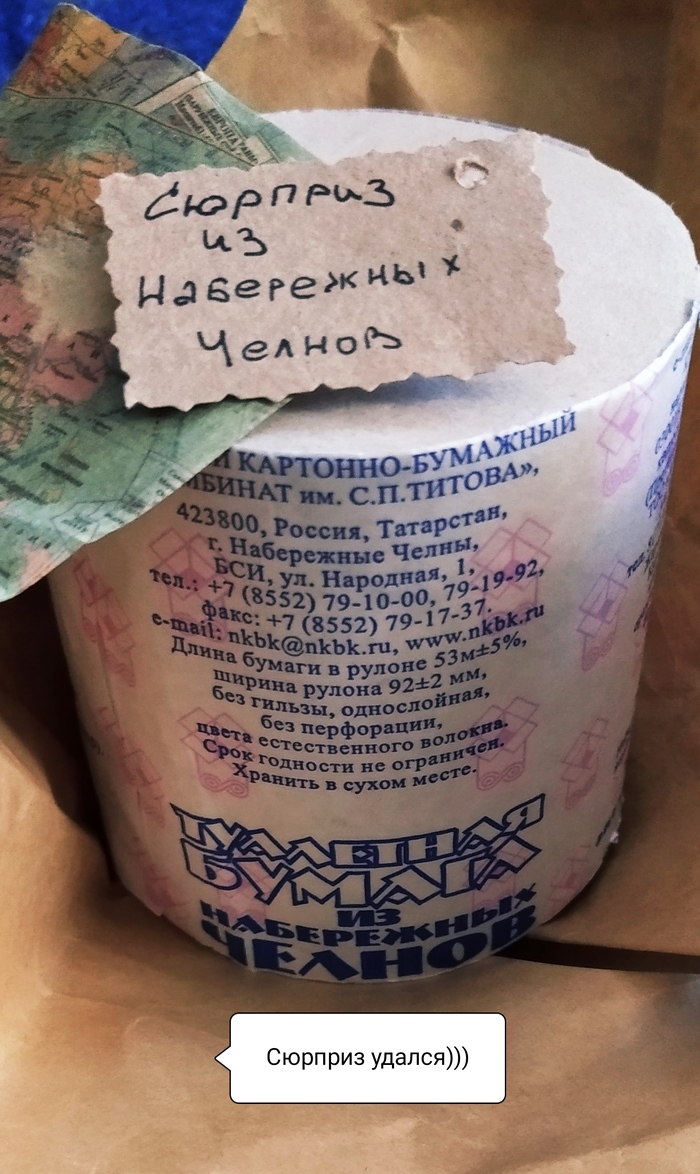 Сюрприз
из
Набережных
Челнов
КАРТОННО-БУМАЖНЫЙ
им. С.П.ТИТОВА»,
423800, Россия, Татарстан,
г. Набережные Челны,
БСИ, ул. Народная, 1,
тел.: +7 (8552) 79-10-00, 79-19-92,
факс: +7 (8552) 79-17-37.
e-mail: nkbk@nkbk.ru, www.nkbk.ru
Длина бумаги в рулоне 53м±5%,
ширина рулона 92±2 мм,
без гильзы, однослойная,
без перфорации,
цвета естественного волокна.
Срок годности не ограничен.
Хранить в сухом месте.
ТУАЛЕТНАЯ
БУМАГА
ИЗ
НАБЕРЕЖНЫХ
ЧЕЛНОВ
Сюрприз удался)))